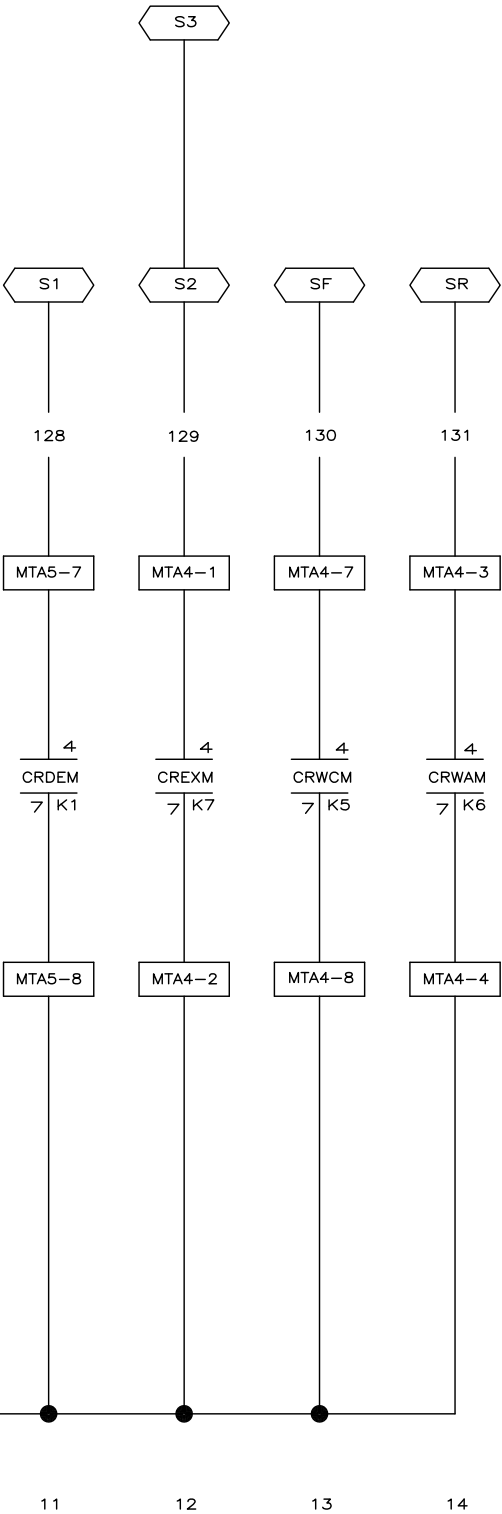 S3
S1 S2 SF SR
128 129 130 131
MTA5-7 MTA4-1 MTA4-7 MTA4-3
4 4 4 4
CRDEM CREXM CRWCM CRWAM
7 K1 7 K7 7 K5 7 K6
MTA5-8 MTA4-2 MTA4-8 MTA4-4
11 12 13 14